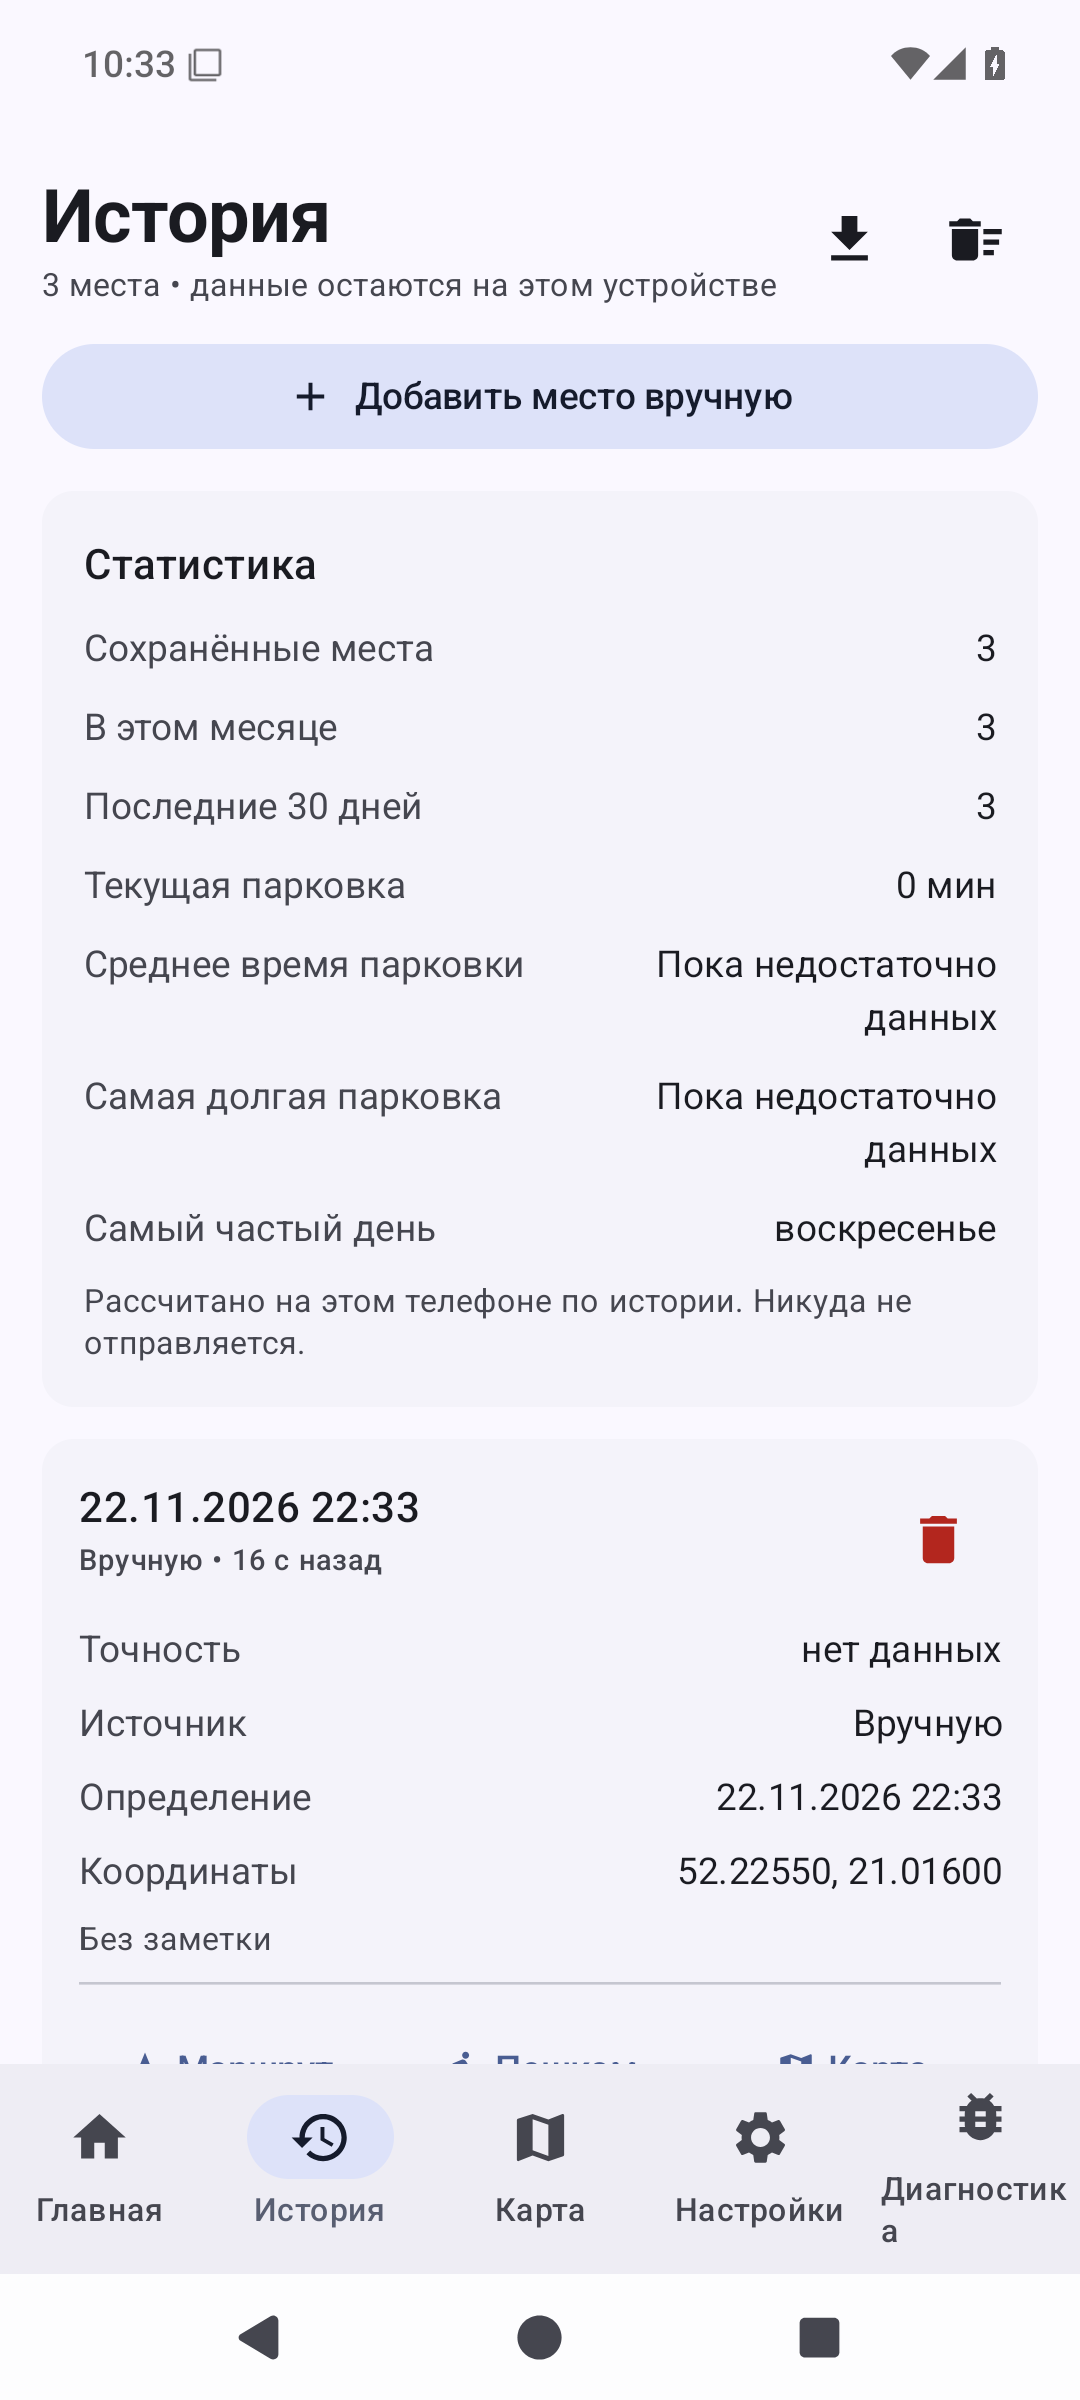 10:33
История
3 места • данные остаются на этом устройстве
Добавить место вручную
Статистика
Сохранённые места 3
В этом месяце 3
Последние 30 дней 3
Текущая парковка 0 мин
Среднее время парковки Пока недостаточно
данных
Самая долгая парковка Пока недостаточно
данных
Самый частый день воскресенье
Рассчитано на этом телефоне по истории. Никуда не
отправляется.
22.11.2026 22:33
Вручную • 16 с назад
Точность нет данных
Источник Вручную
Определение 22.11.2026 22:33
Координаты 52.22550, 21.01600
Без заметки
Маршрут Пешком Карта
Главная История Карта Настройки Диагностик
а